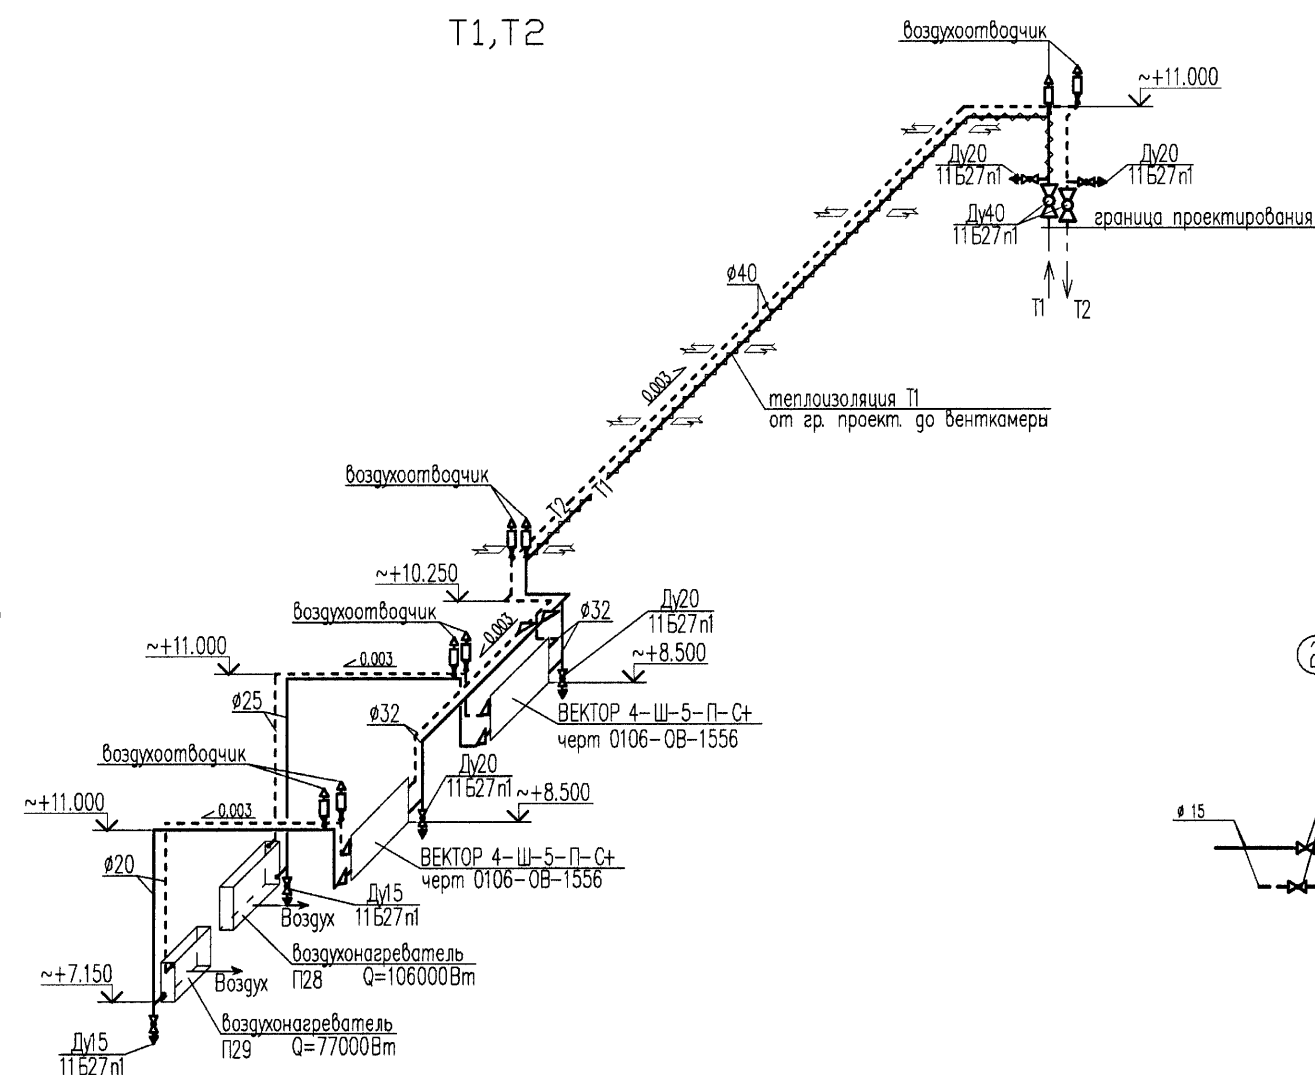 Т1,Т2
воздухоотводчик
~+11.000
Ду20
11Б27п1
Ду20
11Б27п1
Ду40
11Б27п1
граница проектирования
Т1
Т2
ø40
0.003
теплоизоляция Т1
от гр. проект. до венткамеры
Т2
Т1
воздухоотводчик
~+10.250
воздухоотводчик
0.003
ø32
Ду20
11Б27п1
~+8.500
~+11.000
0.003
ø25
ø32
ВЕКТОР 4-Ш-5-П-С+
черт 0106-ОВ-1556
воздухоотводчик
Ду20
11Б27п1
~+8.500
~+11.000
0.003
ø 15
ø20
ВЕКТОР 4-Ш-5-П-С+
черт 0106-ОВ-1556
Ду15
11Б27п1
Воздух
воздухонагреватель
П28 Q=106000Вт
~+7.150
Воздух
воздухонагреватель
П29 Q=77000Вт
Ду15
11Б27п1